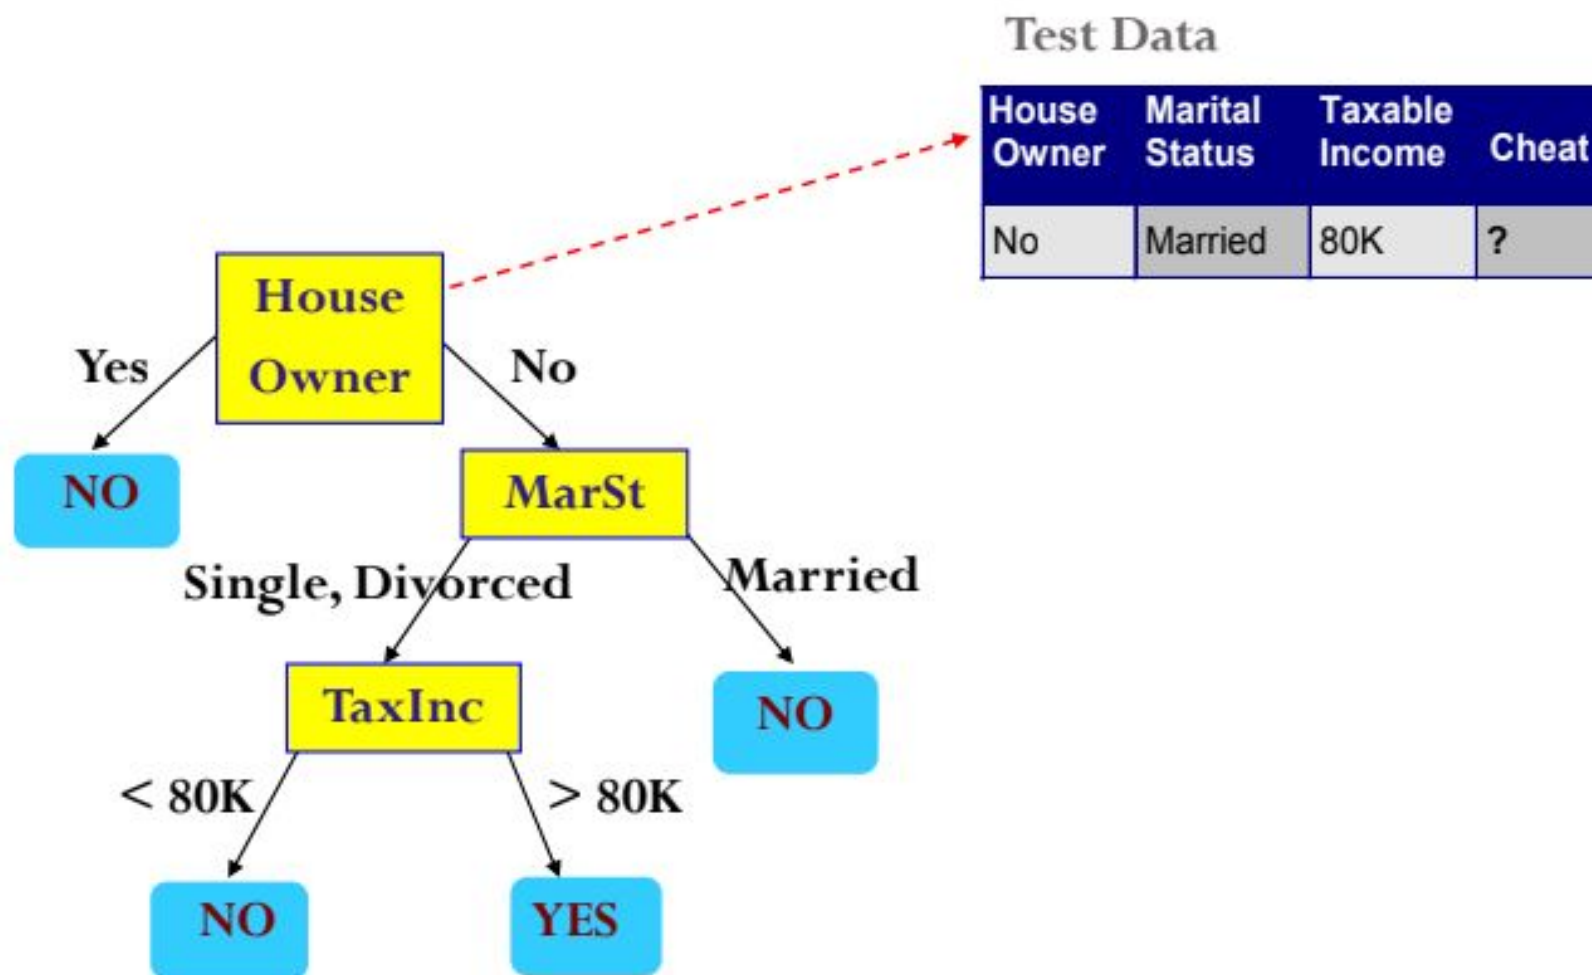 Test Data
House Owner
Marital Status
Taxable Income
Cheat
No
Married
80K
?
House
Owner
Yes
No
NO
MarSt
Single, Divorced
Married
TaxInc
NO
< 80K
> 80K
NO
YES